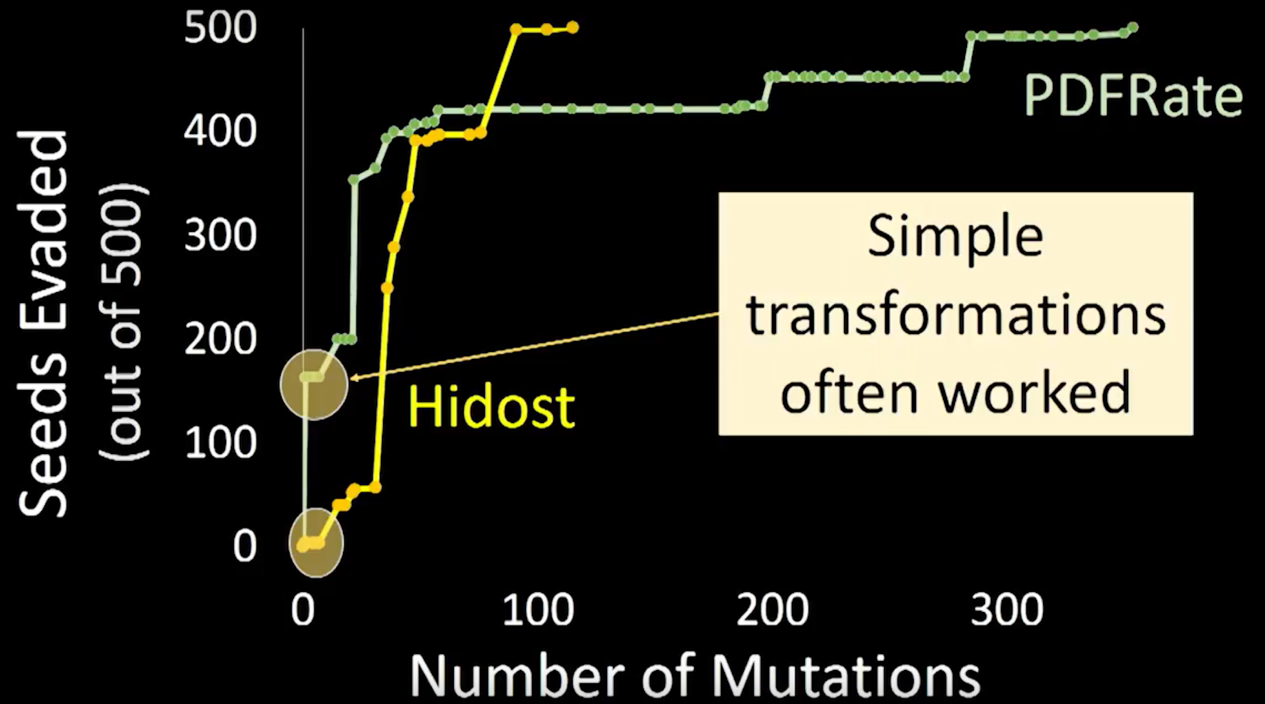 500
400
300
200
100
0
Seeds Evaded
(out of 500)
PDFRate
Simple
transformations
often worked
Hidost
0 100 200 300
Number of Mutations